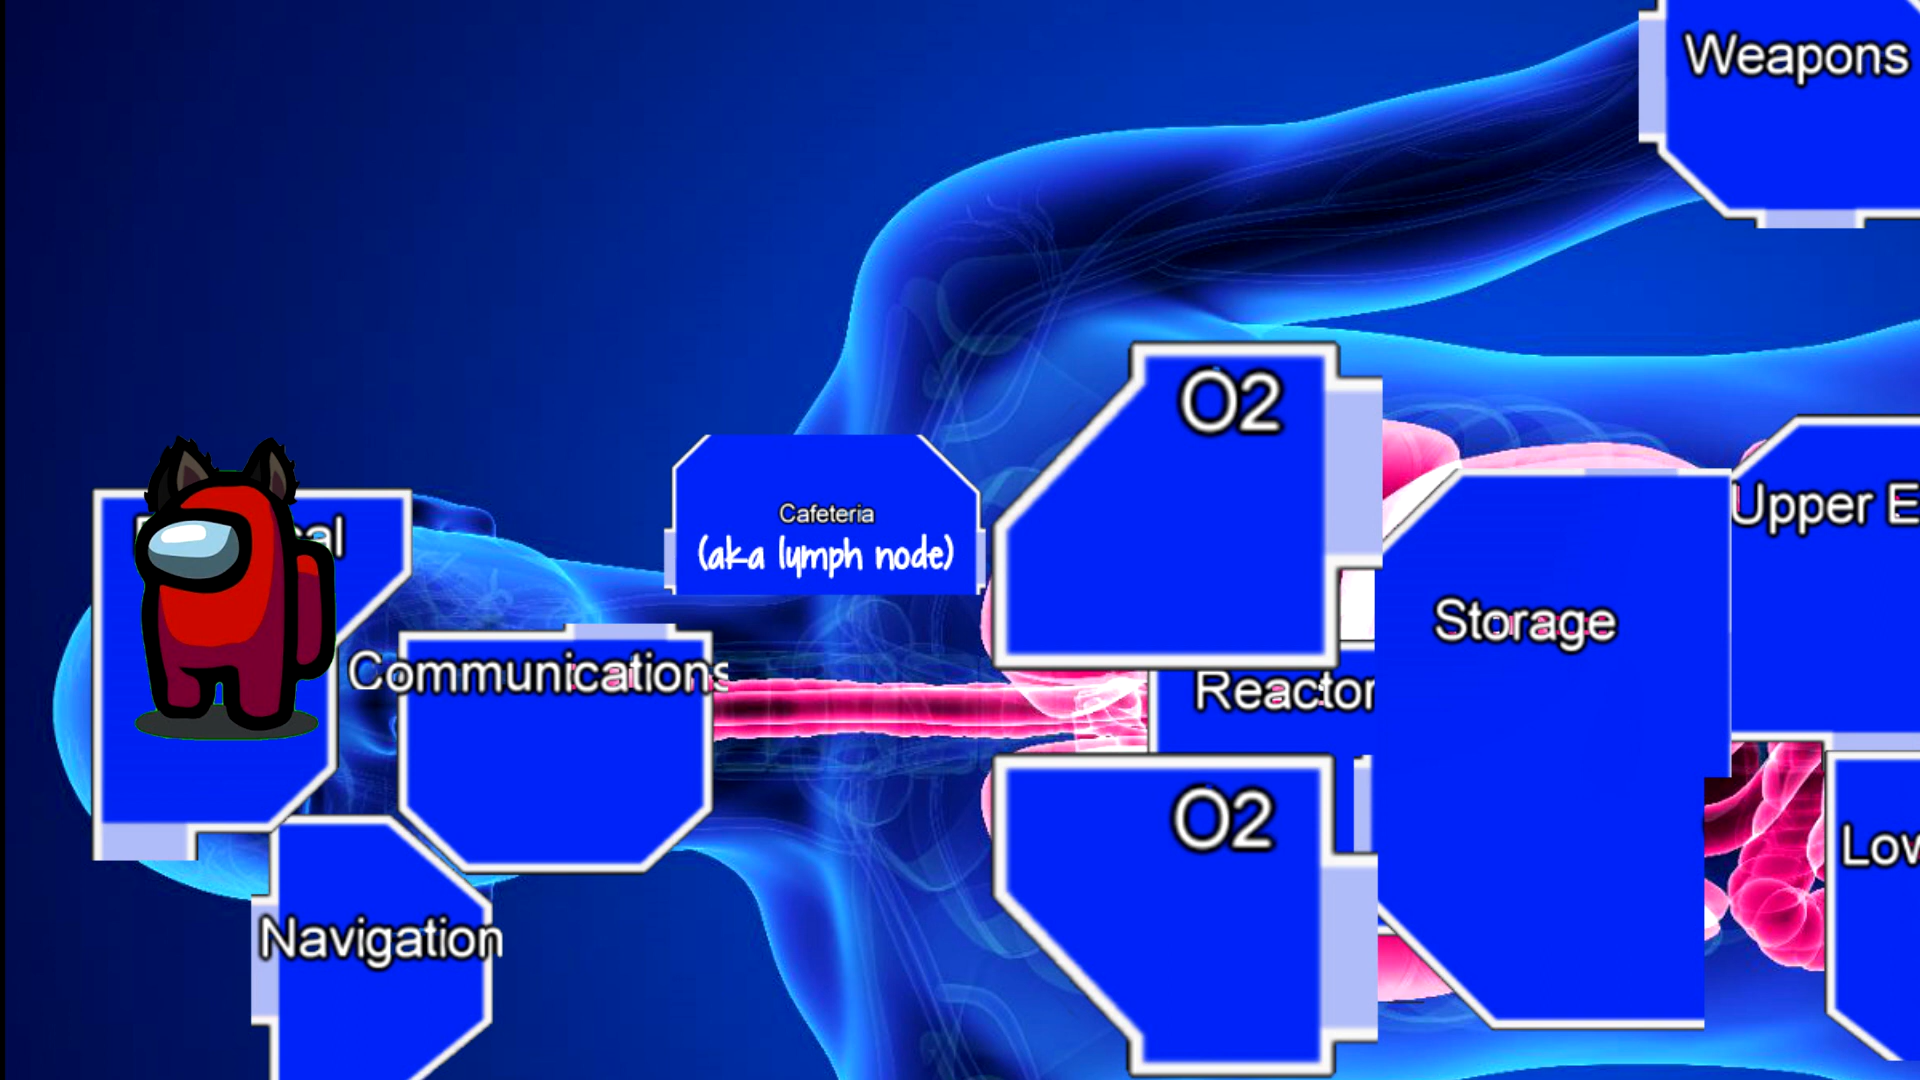 Weapons
O2
Upper E
Cafeteria
(aka lymph node)
Storage
Communications
Reactor
O2
Low
Navigation